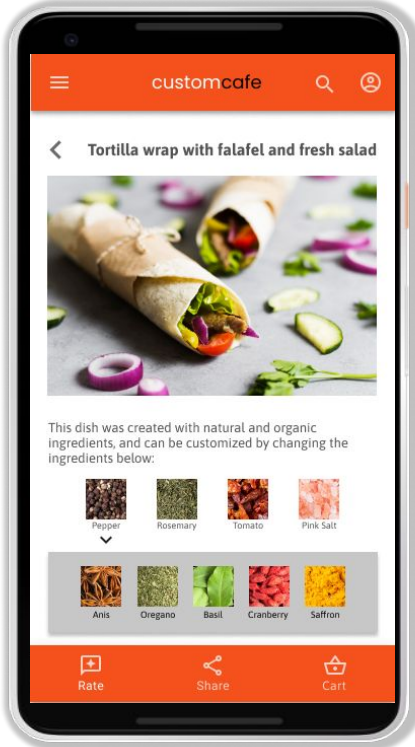 customcafe
Tortilla wrap with falafel and fresh salad
This dish was created with natural and organic
ingredients, and can be customized by changing the
ingredients below:
Pepper Rosemary Tomato Pink Salt
Anis Oregano Basil Cranberry Saffron
Rate Share Cart